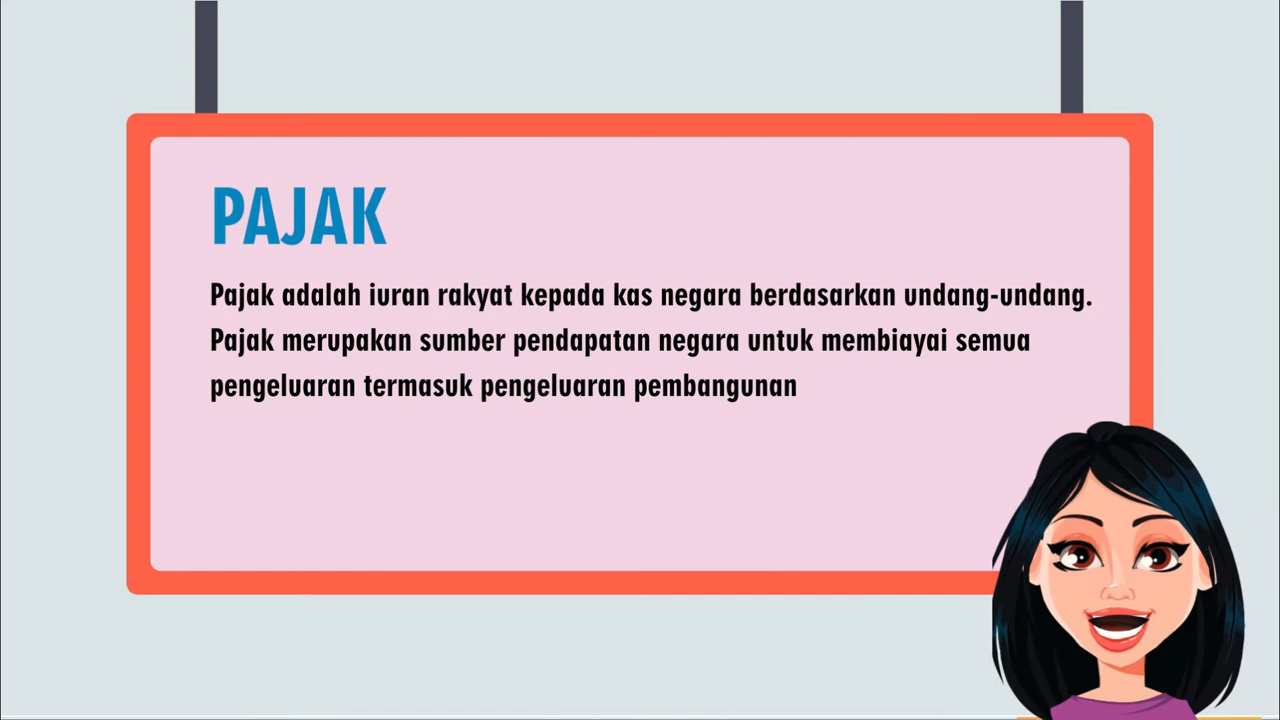 PAJAK
Pajak adalah iuran rakyat kepada kas negara berdasarkan undang-undang.
Pajak merupakan sumber pendapatan negara untuk membiayai semua
pengeluaran termasuk pengeluaran pembangunan